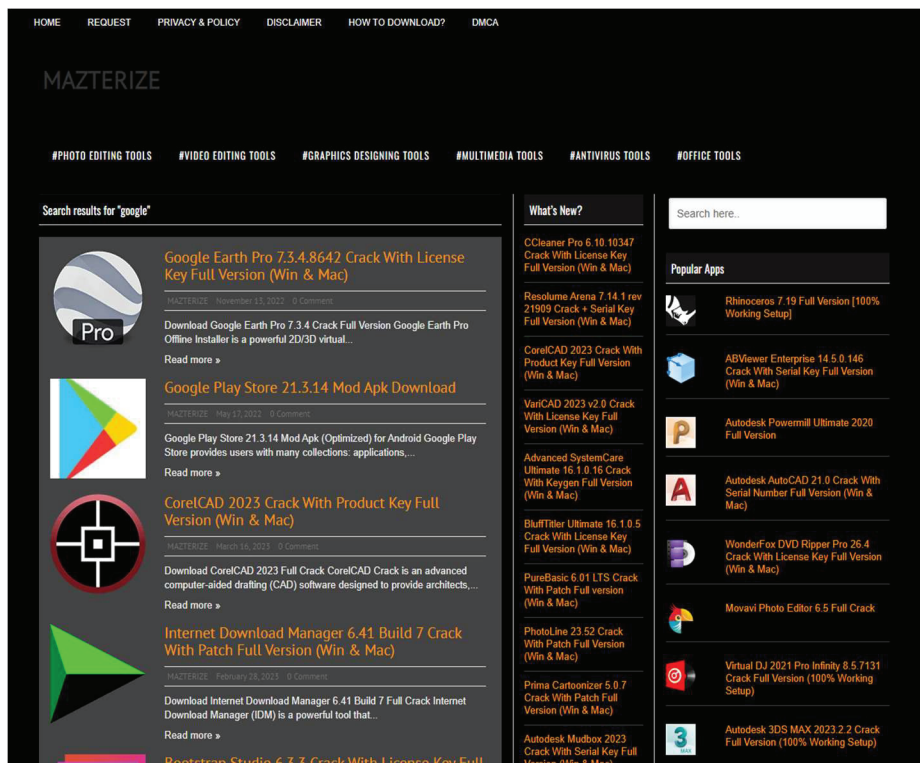 HOME REQUEST PRIVACY & POLICY DISCLAIMER HOW TO DOWNLOAD? DMCA
MAZTERIZE
#PHOTO EDITING TOOLS #VIDEO EDITING TOOLS #GRAPHICS DESIGNING TOOLS #MULTIMEDIA TOOLS #ANTIVIRUS TOOLS #OFFICE TOOLS
Search results for "google"
Google Earth Pro 7.3.4.8642 Crack With License
Key Full Version (Win & Mac)
MAZTERIZE November 13, 2022 0 Comment
Download Google Earth Pro 7.3.4 Crack Full Version Google Earth Pro
Offline Installer is a powerful 2D/3D virtual...
Read more »
Pro
Google Play Store 21.3.14 Mod Apk Download
MAZTERIZE May 17, 2022 0 Comment
Google Play Store 21.3.14 Mod Apk (Optimized) for Android Google Play
Store provides users with many collections: applications,...
Read more »
CorelCAD 2023 Crack With Product Key Full
Version (Win & Mac)
MAZTERIZE March 16, 2023 0 Comment
Download CorelCAD 2023 Full Crack CorelCAD Crack is an advanced
computer-aided drafting (CAD) software designed to provide architects,...
Read more »
Internet Download Manager 6.41 Build 7 Crack
With Patch Full Version (Win & Mac)
MAZTERIZE February 23, 2023 0 Comment
Download Internet Download Manager 6.41 Build 7 Full Crack Internet
Download Manager (IDM) is a powerful tool that...
Read more »
Bootstrap Studio 6.3.3 Crack With License Key Full
What's New?
CCleaner Pro 6.10.10347
Crack With License Key
Full Version (Win & Mac)
Resolume Arena 7.14.1 rev
21909 Crack + Serial Key
Full Version (Win & Mac)
CorelCAD 2023 Crack With
Product Key Full Version
(Win & Mac)
VariCAD 2023 v2.0 Crack
With License Key Full
Version (Win & Mac)
Advanced SystemCare
Ultimate 16.1.0.16 Crack
With Keygen Full Version
(Win & Mac)
BluffTitler Ultimate 16.1.0.5
Crack With License Key
Full Version (Win & Mac)
PureBasic 6.01 LTS Crack
With Patch Full version
(Win & Mac)
PhotoLine 23.52 Crack
With Patch Full Version
(Win & Mac)
Prima Cartoonizer 5.0.7
Crack With Patch Full
Version (Win & Mac)
Autodesk Mudbox 2023
Crack With Serial Key Full
Version (Win & Mac)
Search here..
Popular Apps
Rhinoceros 7.19 Full Version [100%
Working Setup]
ABViewer Enterprise 14.5.0.146
Crack With Serial Key Full Version
(Win & Mac)
Autodesk Powermill Ultimate 2020
Full Version
P
Autodesk AutoCAD 21.0 Crack With
Serial Number Full Version (Win &
Mac)
A
WonderFox DVD Ripper Pro 26.4
Crack With License Key Full Version
(Win & Mac)
Movavi Photo Editor 6.5 Full Crack
Virtual DJ 2021 Pro Infinity 8.5.7131
Crack Full Version (100% Working
Setup)
Autodesk 3DS MAX 2023.2.2 Crack
Full Version (100% Working Setup)
3
MAX